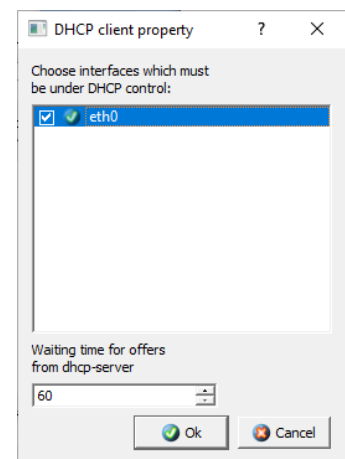 DHCP client property
Choose interfaces which must
be under DHCP control:
eth0
Waiting time for offers
from dhcp-server
60
Ok
Cancel